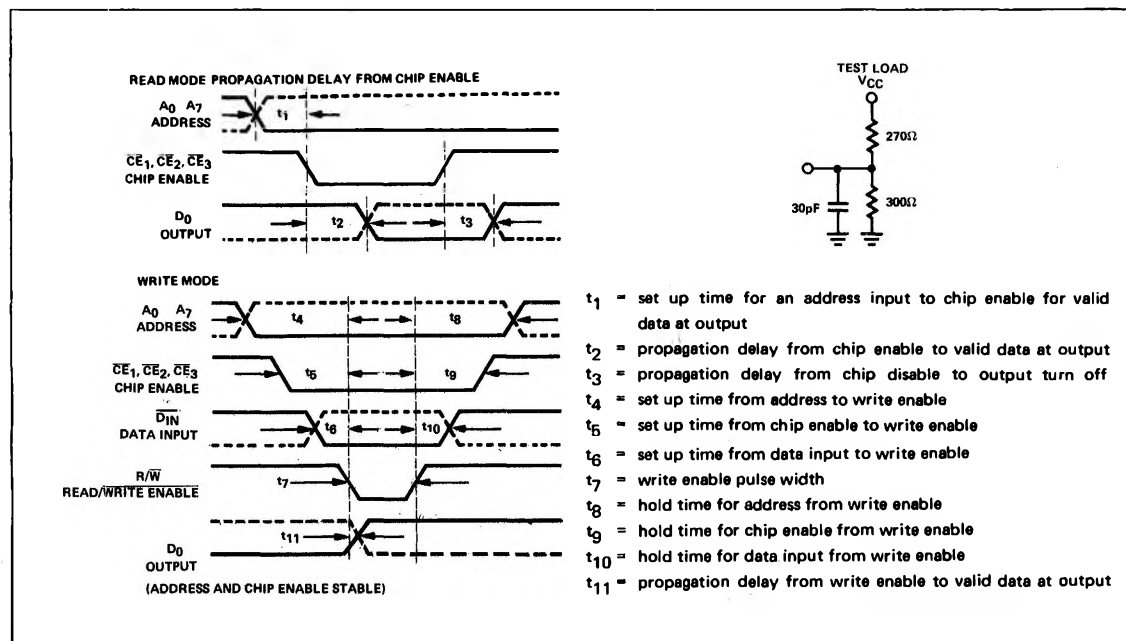 READ MODE PROPAGATION DELAY FROM CHIP ENABLE
A0 A7
ADDRESS
t1
CE1, CE2, CE3
CHIP ENABLE
D0
OUTPUT
t2
t3
TEST LOAD
VCC
270Ω
30pF
300Ω
WRITE MODE
A0 A7
ADDRESS
t4
t8
CE1, CE2, CE3
CHIP ENABLE
t5
t9
DIN
DATA INPUT
t6
t10
R/W
READ/WRITE ENABLE
t7
D0
OUTPUT
t11
(ADDRESS AND CHIP ENABLE STABLE)
t1 = set up time for an address input to chip enable for valid
data at output
t2 = propagation delay from chip enable to valid data at output
t3 = propagation delay from chip disable to output turn off
t4 = set up time from address to write enable
t5 = set up time from chip enable to write enable
t6 = set up time from data input to write enable
t7 = write enable pulse width
t8 = hold time for address from write enable
t9 = hold time for chip enable from write enable
t10 = hold time for data input from write enable
t11 = propagation delay from write enable to valid data at output